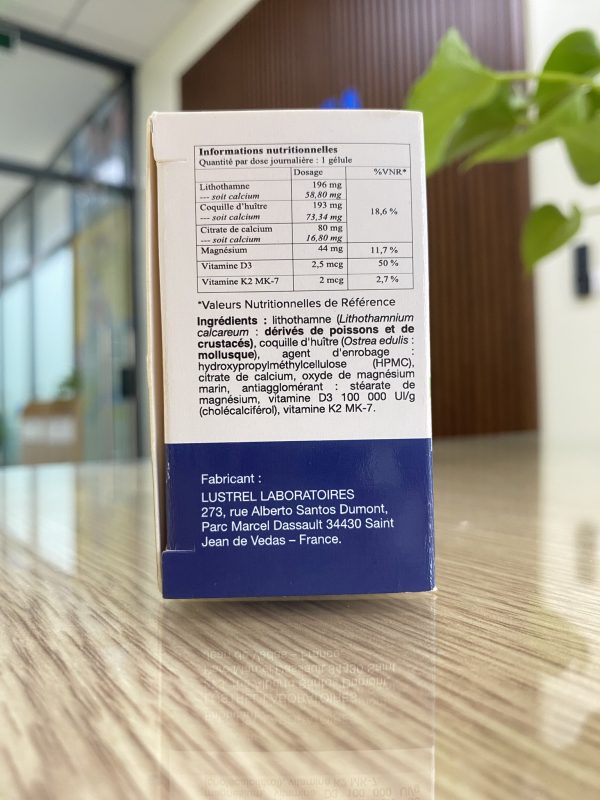 Informations nutritionnelles
Quantité par dose journalière : 1 gélule
Dosage %VNR*
Lithothamne 196 mg
--- soit calcium 58,80 mg
Coquille d'huître 193 mg
--- soit calcium 73,34 mg
18,6 %
Citrate de calcium 80 mg
--- soit calcium 16,80 mg
Magnésium 44 mg 11,7 %
Vitamine D3 2,5 mcg 50 %
Vitamine K2 MK-7 2 mcg 2,7 %
*Valeurs Nutritionnelles de Référence
Ingrédients : lithothamne (Lithothamnium
calcareum : dérivés de poissons et de
crustacés), coquille d'huître (Ostrea edulis :
mollusque), agent d'enrobage :
hydroxypropylméthylcellulose (HPMC),
citrate de calcium, oxyde de magnésium
marin, antiagglomérant : stéarate de
magnésium, vitamine D3 100 000 UI/g
(cholécalciférol), vitamine K2 MK-7.
Fabricant :
LUSTREL LABORATOIRES
273, rue Alberto Santos Dumont,
Parc Marcel Dassault 34430 Saint
Jean de Vedas – France.